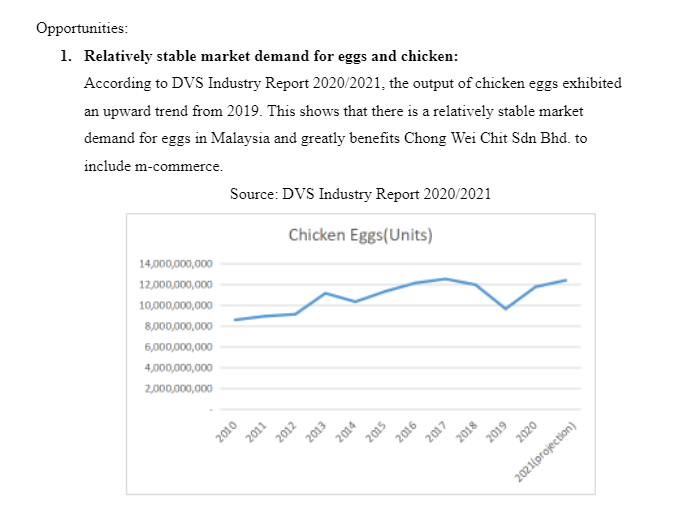 Opportunities:
1. Relatively stable market demand for eggs and chicken:
According to DVS Industry Report 2020/2021, the output of chicken eggs exhibited
an upward trend from 2019. This shows that there is a relatively stable market
demand for eggs in Malaysia and greatly benefits Chong Wei Chit Sdn Bhd. to
include m-commerce.
Source: DVS Industry Report 2020/2021
Chicken Eggs(Units)
14,000,000,000
12,000,000,000
10,000,000,000
8,000,000,000
6,000,000,000
4,000,000,000
2,000,000,000
-
2010 2011 2012 2013 2014 2015 2016 2017 2018 2019 2020 2021(projection)